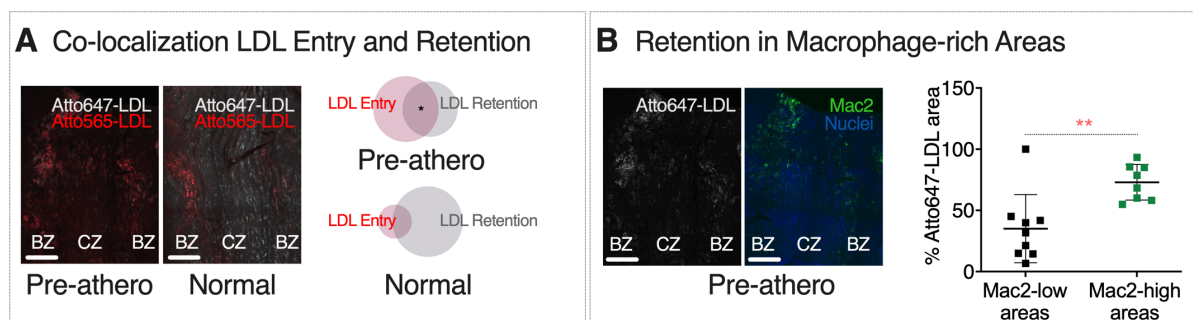 A Co-localization LDL Entry and Retention
Atto647-LDL
Atto565-LDL
BZ CZ BZ
Pre-athero
Atto647-LDL
Atto565-LDL
BZ CZ BZ
Normal
LDL Entry * LDL Retention
Pre-athero
LDL Entry LDL Retention
Normal
B Retention in Macrophage-rich Areas
Atto647-LDL
BZ CZ BZ
Mac2
Nuclei
BZ CZ BZ
Pre-athero
% Atto647-LDL area
150
100
50
0
**
Mac2-low
areas
Mac2-high
areas